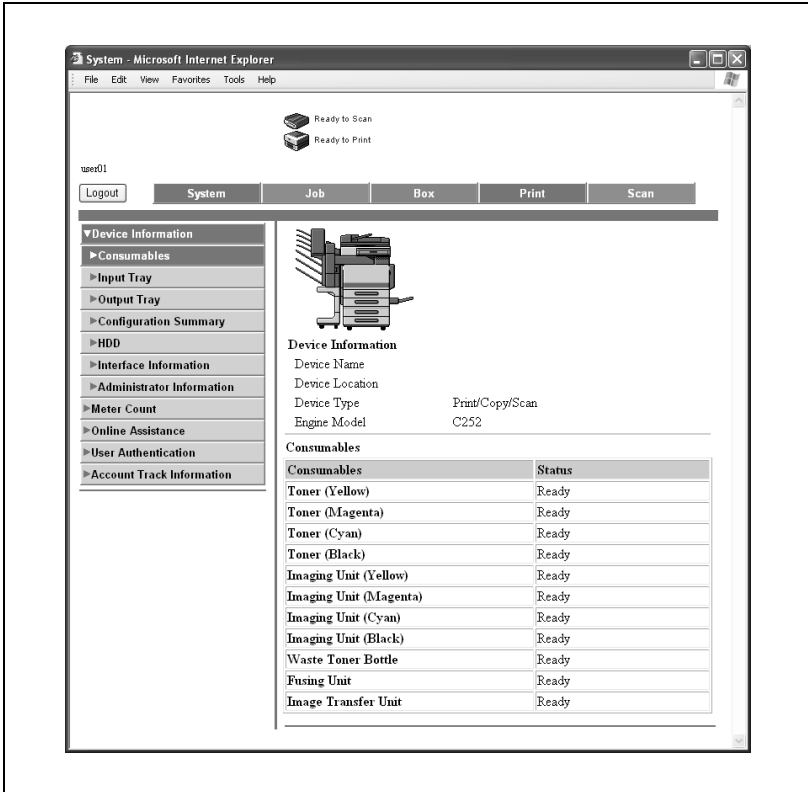 System - Microsoft Internet Explorer
File Edit View Favorites Tools Help
Ready to Scan
Ready to Print
user01
Logout System Job Box Print Scan
▼Device Information
▶Consumables
▶Input Tray
▶Output Tray
▶Configuration Summary
▶HDD
▶Interface Information
▶Administrator Information
▶Meter Count
▶Online Assistance
▶User Authentication
▶Account Track Information
Device Information
Device Name
Device Location
Device Type Print/Copy/Scan
Engine Model C252
Consumables
Consumables Status
Toner (Yellow) Ready
Toner (Magenta) Ready
Toner (Cyan) Ready
Toner (Black) Ready
Imaging Unit (Yellow) Ready
Imaging Unit (Magenta) Ready
Imaging Unit (Cyan) Ready
Imaging Unit (Black) Ready
Waste Toner Bottle Ready
Fusing Unit Ready
Image Transfer Unit Ready